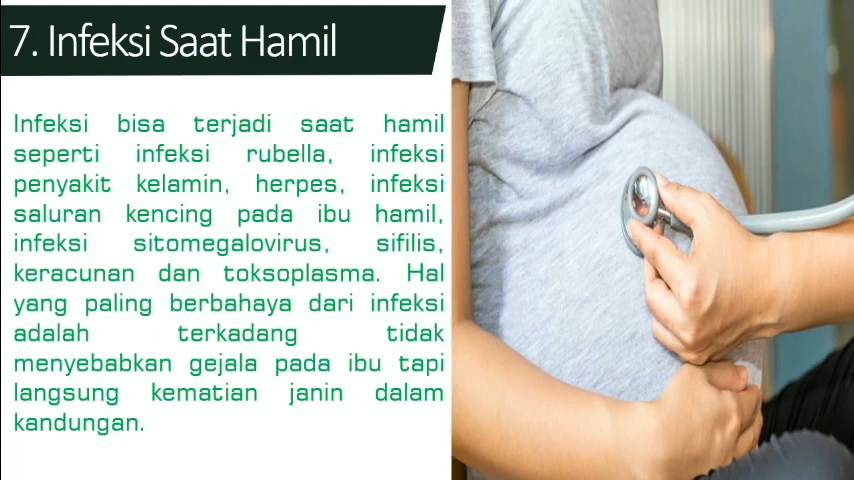 7. Infeksi Saat Hamil
Infeksi bisa terjadi saat hamil
seperti infeksi rubella, infeksi
penyakit kelamin, herpes, infeksi
saluran kencing pada ibu hamil,
infeksi sitomegalovirus, sifilis,
keracunan dan toksoplasma. Hal
yang paling berbahaya dari infeksi
adalah terkadang tidak
menyebabkan gejala pada ibu tapi
langsung kematian janin dalam
kandungan.